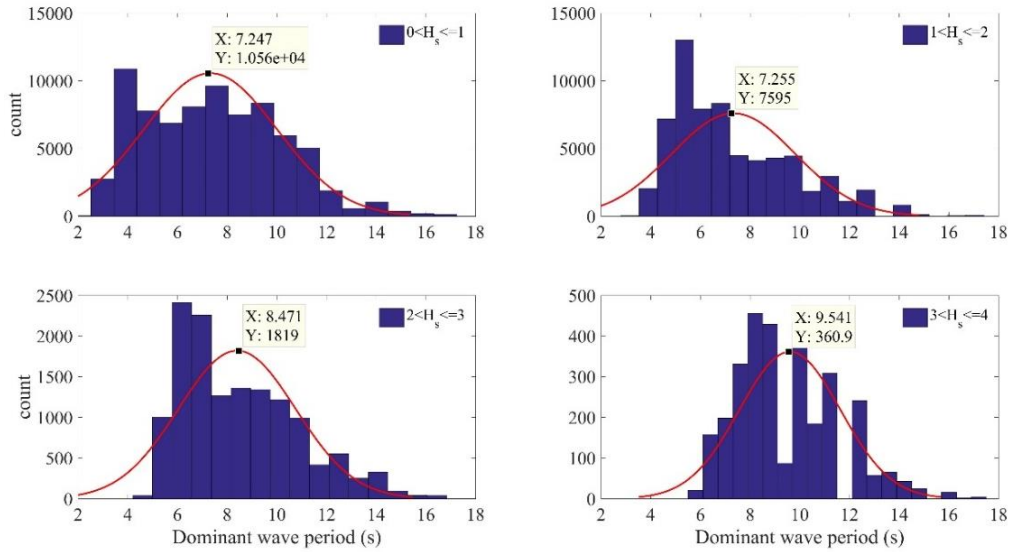 15000
10000
5000
0
count
X: 7.247
Y: 1.056e+04
0<H_s<=1
2 4 6 8 10 12 14 16 18
15000
10000
5000
0
X: 7.255
Y: 7595
1<H_s<=2
2 4 6 8 10 12 14 16 18
2500
2000
1500
1000
500
0
count
X: 8.471
Y: 1819
2<H_s<=3
2 4 6 8 10 12 14 16 18
Dominant wave period (s)
500
400
300
200
100
0
X: 9.541
Y: 360.9
3<H_s<=4
2 4 6 8 10 12 14 16 18
Dominant wave period (s)